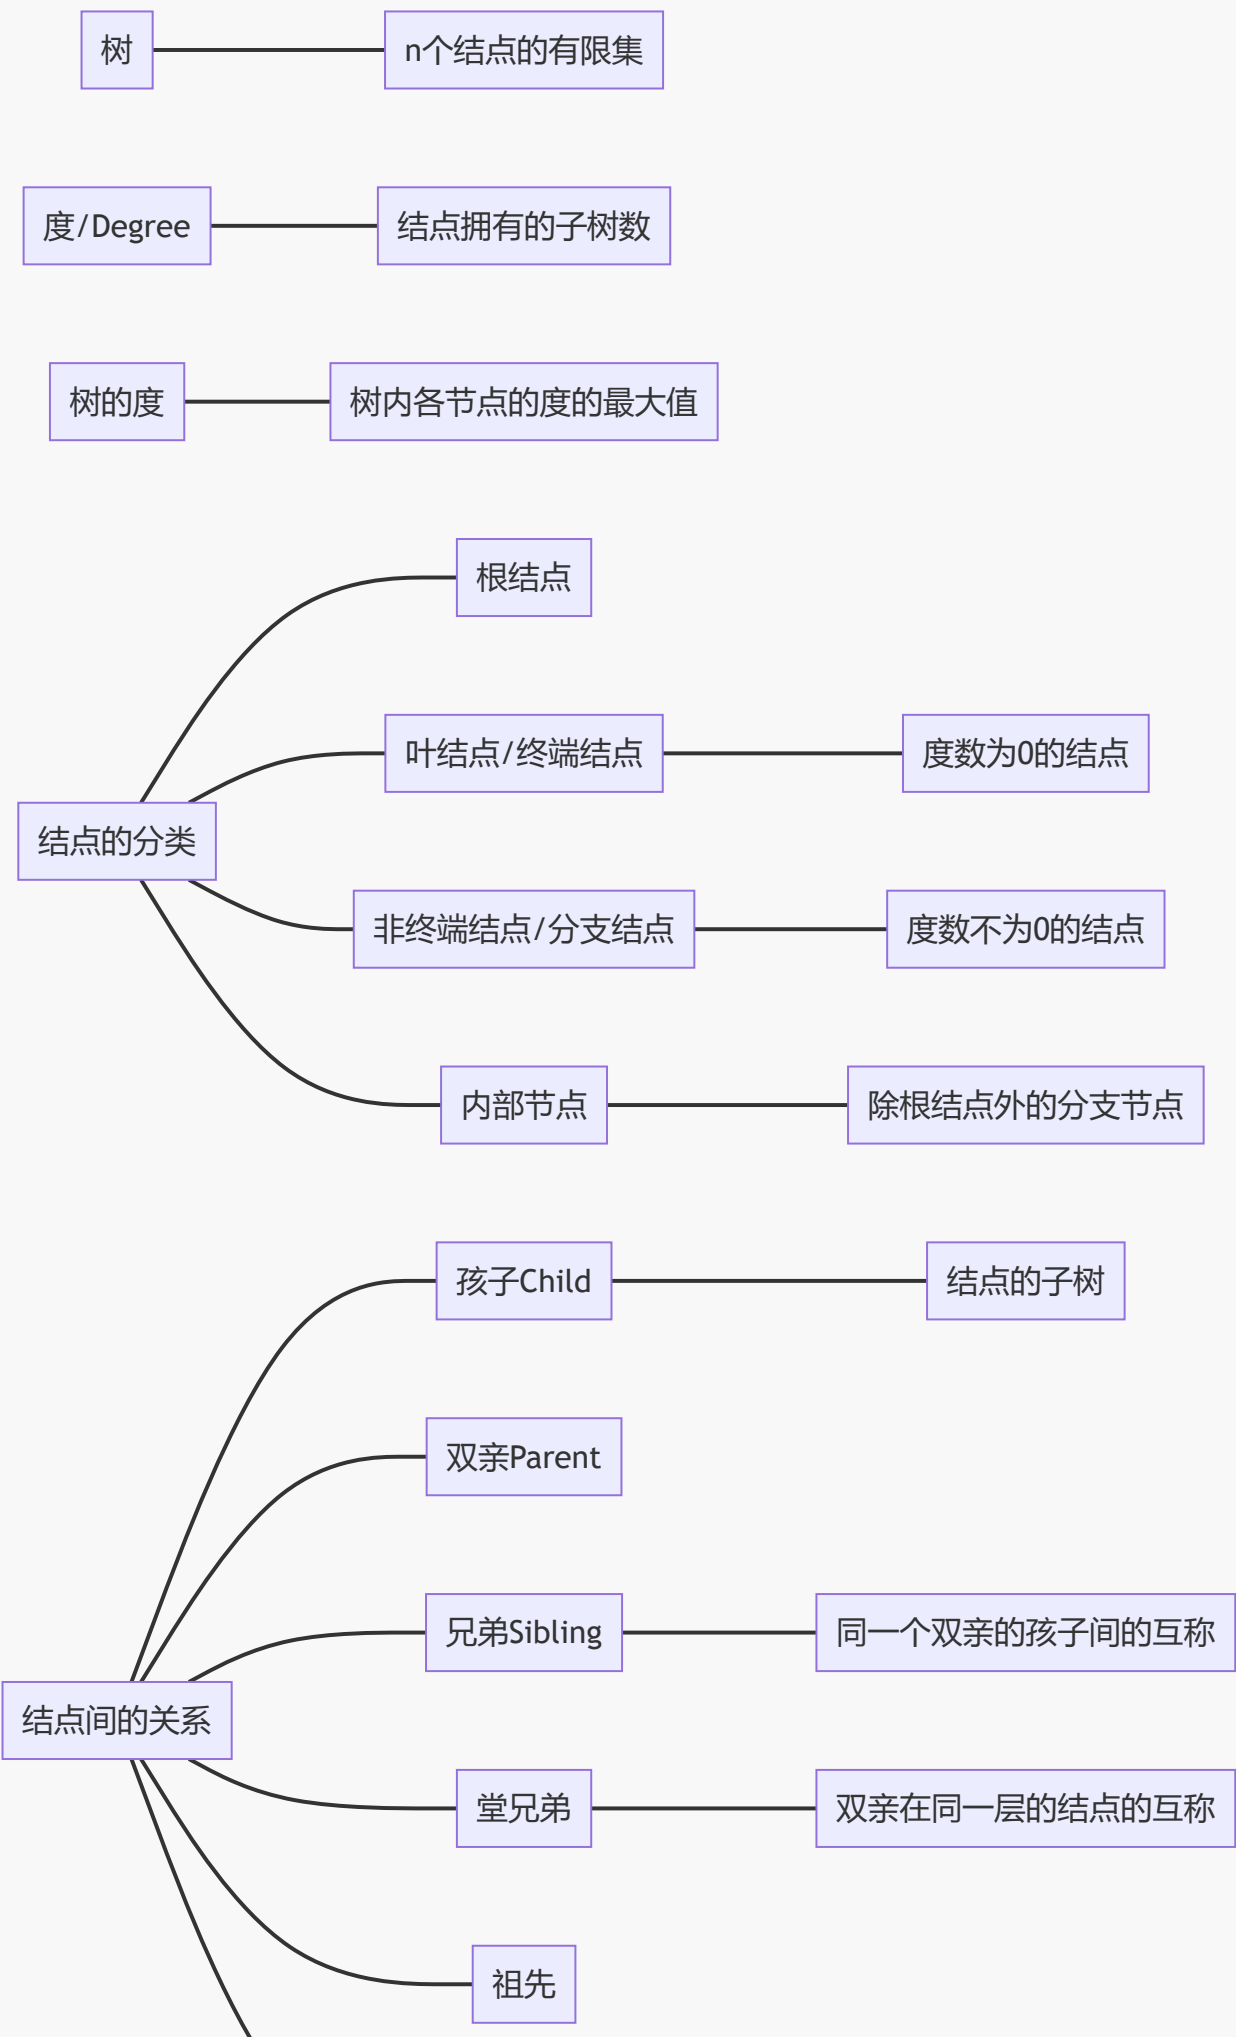 树
n个结点的有限集
度/Degree
结点拥有的子树数
树的度
树内各节点的度的最大值
结点的分类
根结点
叶结点/终端结点
度数为0的结点
非终端结点/分支结点
度数不为0的结点
内部节点
除根结点外的分支节点
结点间的关系
孩子Child
结点的子树
双亲Parent
兄弟Sibling
同一个双亲的孩子间的互称
堂兄弟
双亲在同一层的结点的互称
祖先